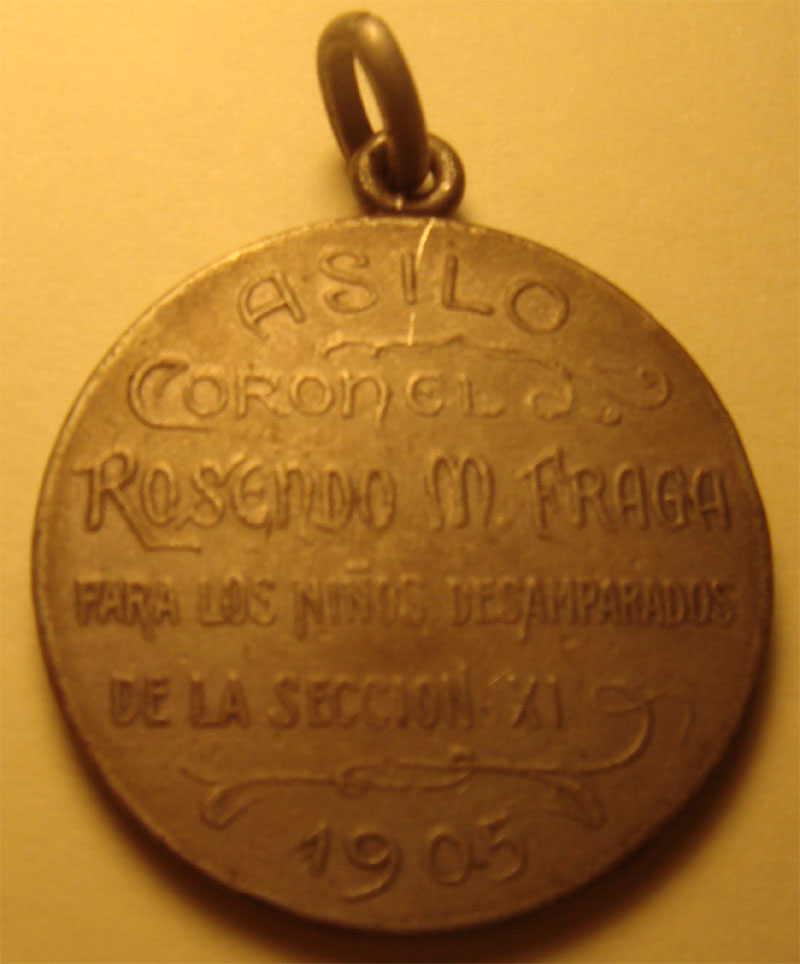 ASILO
CORONEL
ROSENDO M. FRAGA
PARA LOS NIÑOS DESAMPARADOS
DE LA SECCION XI
1905